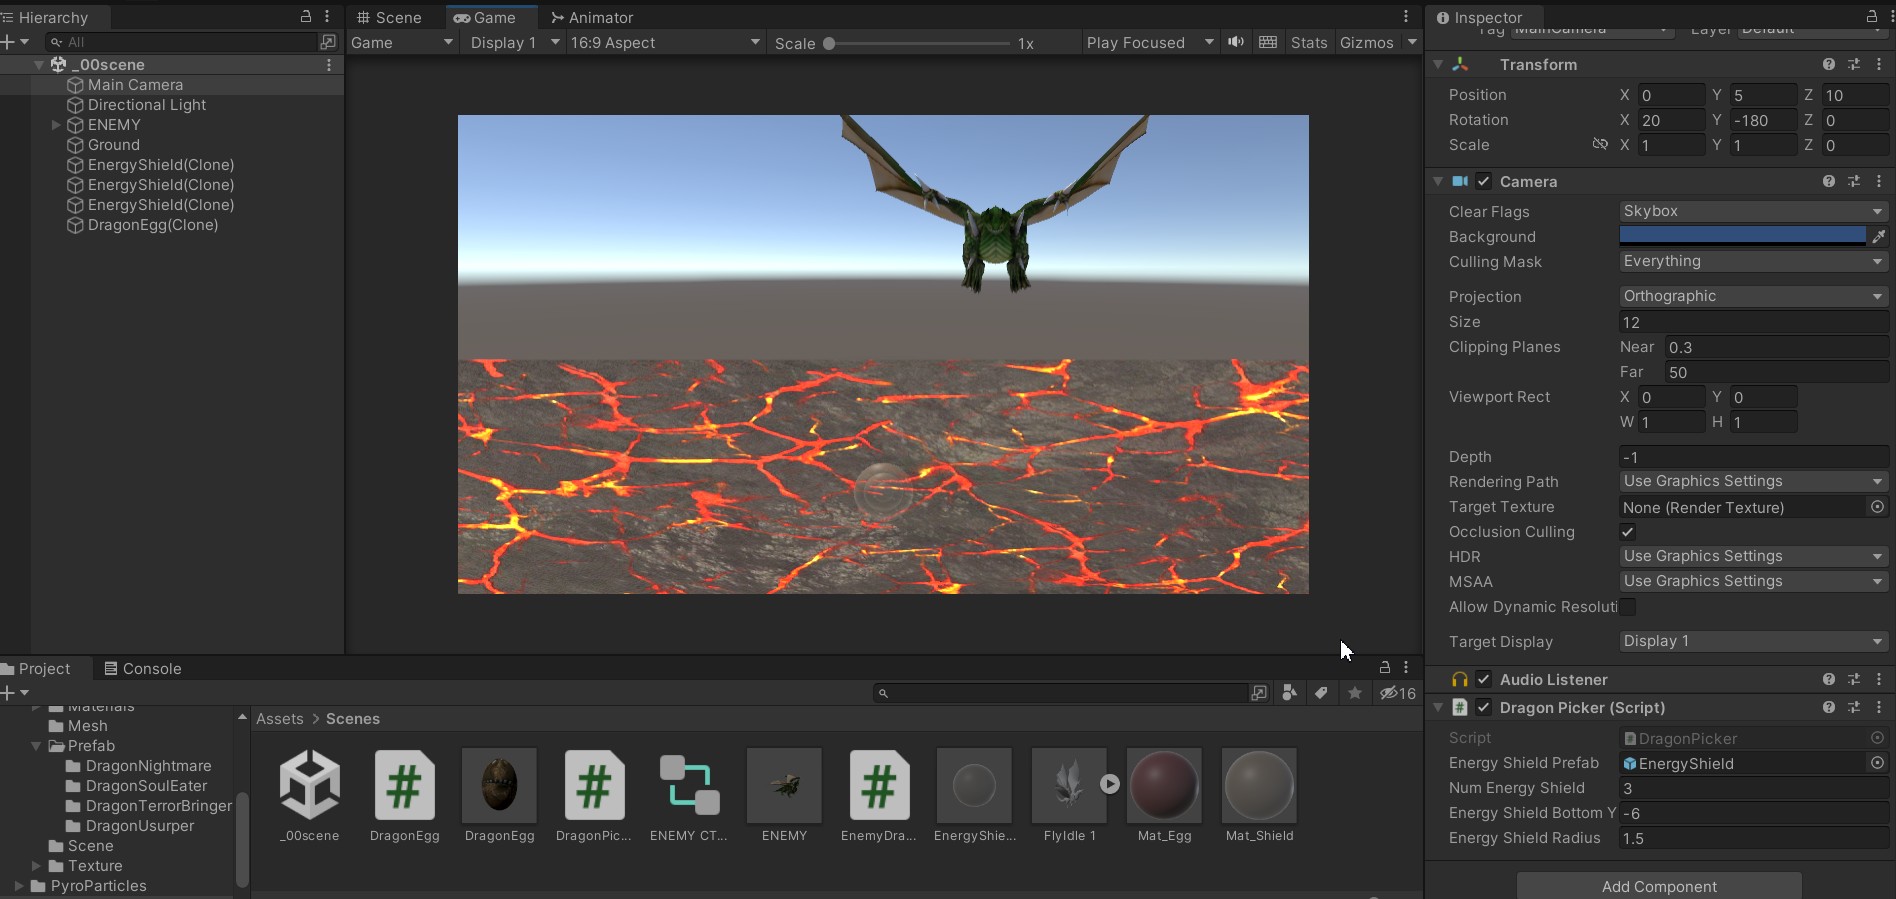 Hierarchy
All
_00scene
Main Camera
Directional Light
ENEMY
Ground
EnergyShield(Clone)
EnergyShield(Clone)
EnergyShield(Clone)
DragonEgg(Clone)
Scene Game Animator
Game Display 1 16:9 Aspect Scale 1x Play Focused Stats Gizmos
Inspector
Tag MainCamera Layer Default
Transform
Position X 0 Y 5 Z 10
Rotation X 20 Y -180 Z 0
Scale X 1 Y 1 Z 0
Camera
Clear Flags Skybox
Background
Culling Mask Everything
Projection Orthographic
Size 12
Clipping Planes Near 0.3
Far 50
Viewport Rect X 0 Y 0
W 1 H 1
Depth -1
Rendering Path Use Graphics Settings
Target Texture None (Render Texture)
Occlusion Culling
HDR Use Graphics Settings
MSAA Use Graphics Settings
Allow Dynamic Resoluti
Target Display Display 1
Audio Listener
# Dragon Picker (Script)
Script # DragonPicker
Energy Shield Prefab EnergyShield
Num Energy Shield 3
Energy Shield Bottom Y -6
Energy Shield Radius 1.5
Add Component
Project Console
16
Materials
Mesh
Prefab
DragonNightmare
DragonSoulEater
DragonTerrorBringer
DragonUsurper
Scene
Texture
PyroParticles
Assets > Scenes
# # #
_00scene DragonEgg DragonEgg DragonPic... ENEMY CT... ENEMY EnemyDra... EnergyShie... FlyIdle 1 Mat_Egg Mat_Shield